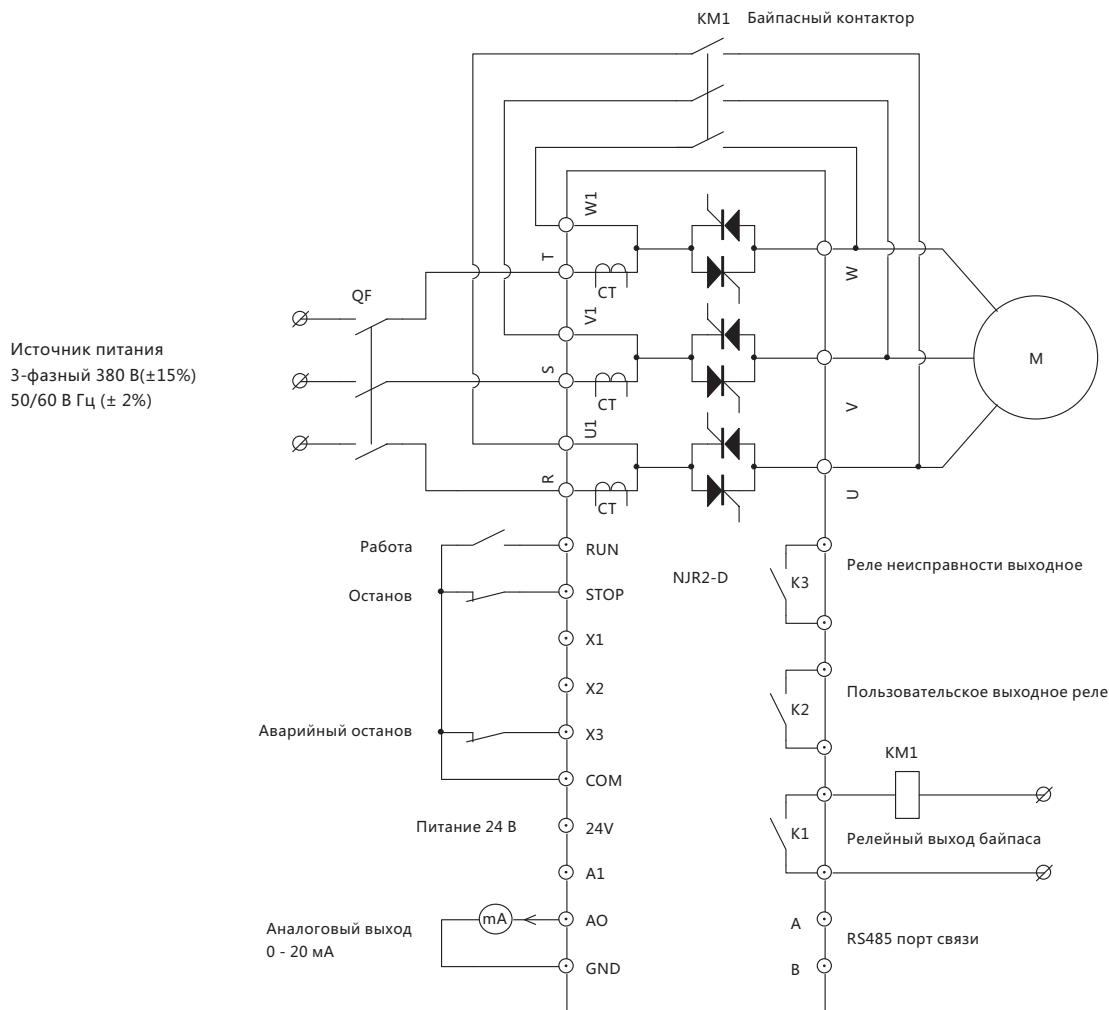 KM1 Байпасный контактор
W1
T
CT
W
QF
V1
Источник питания
3-фазный 380 В(±15%)
50/60 В Гц (± 2%)
S
CT
V
M
U1
R
CT
U
Работа
RUN
NJR2-D
K3
Реле неисправности выходное
Останов
STOP
X1
X2
K2
Пользовательское выходное реле
Аварийный останов
X3
COM
KM1
Питание 24 В
24V
K1
Релейный выход байпаса
A1
Аналоговый выход
0 - 20 мА
mA
AO
GND
A
B
RS485 порт связи